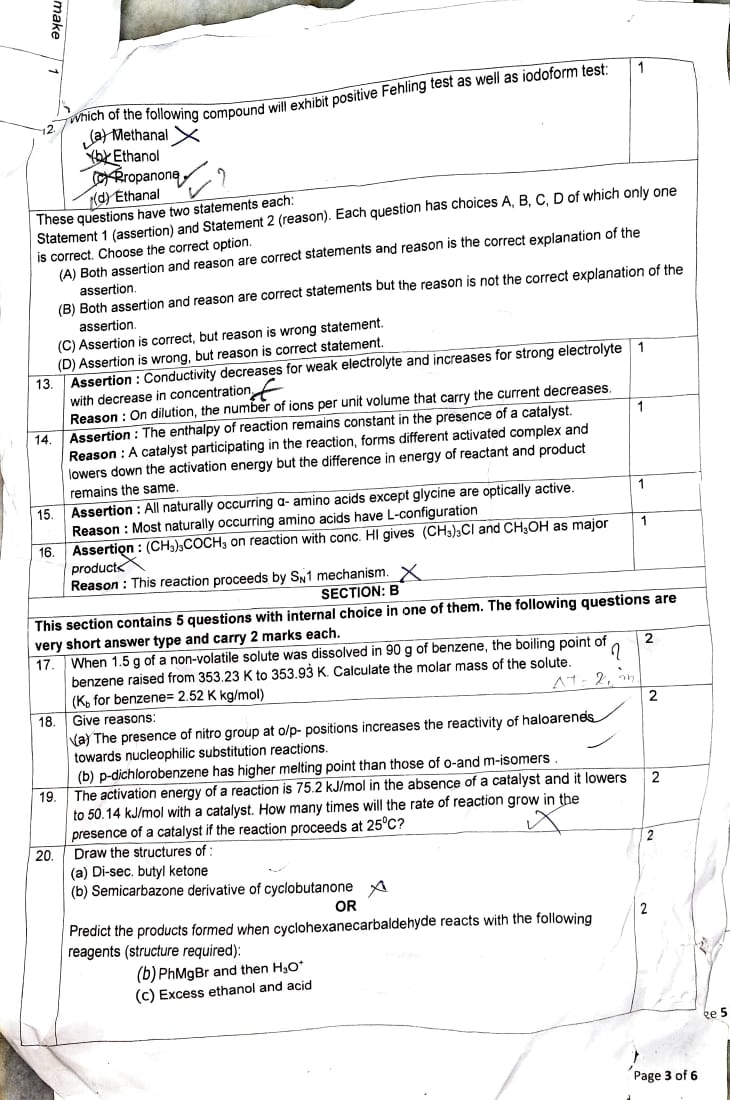 make
1
12. Which of the following compound will exhibit positive Fehling test as well as iodoform test: 1
(a) Methanal
(b) Ethanol
(c) Propanone
(d) Ethanal ?
These questions have two statements each:
Statement 1 (assertion) and Statement 2 (reason). Each question has choices A, B, C, D of which only one
is correct. Choose the correct option.
(A) Both assertion and reason are correct statements and reason is the correct explanation of the
assertion.
(B) Both assertion and reason are correct statements but the reason is not the correct explanation of the
assertion.
(C) Assertion is correct, but reason is wrong statement.
(D) Assertion is wrong, but reason is correct statement.
13. Assertion : Conductivity decreases for weak electrolyte and increases for strong electrolyte 1
with decrease in concentration
Reason : On dilution, the number of ions per unit volume that carry the current decreases.
14. Assertion : The enthalpy of reaction remains constant in the presence of a catalyst. 1
Reason : A catalyst participating in the reaction, forms different activated complex and
lowers down the activation energy but the difference in energy of reactant and product
remains the same.
15. Assertion : All naturally occurring α- amino acids except glycine are optically active. 1
Reason : Most naturally occurring amino acids have L-configuration
16. Assertion : (CH₃)₃COCH₃ on reaction with conc. HI gives (CH₃)₃CI and CH₃OH as major 1
products
Reason : This reaction proceeds by SN1 mechanism.
SECTION: B
This section contains 5 questions with internal choice in one of them. The following questions are
very short answer type and carry 2 marks each.
17. When 1.5 g of a non-volatile solute was dissolved in 90 g of benzene, the boiling point of 2
benzene raised from 353.23 K to 353.93 K. Calculate the molar mass of the solute. ?
(Kb for benzene= 2.52 K kg/mol)
18. Give reasons: 2
(a) The presence of nitro group at o/p- positions increases the reactivity of haloarenes
towards nucleophilic substitution reactions.
(b) p-dichlorobenzene has higher melting point than those of o-and m-isomers .
19. The activation energy of a reaction is 75.2 kJ/mol in the absence of a catalyst and it lowers 2
to 50.14 kJ/mol with a catalyst. How many times will the rate of reaction grow in the
presence of a catalyst if the reaction proceeds at 25⁰C?
20. Draw the structures of : 2
(a) Di-sec. butyl ketone
(b) Semicarbazone derivative of cyclobutanone
OR
Predict the products formed when cyclohexanecarbaldehyde reacts with the following 2
reagents (structure required):
(b) PhMgBr and then H₃O⁺
(c) Excess ethanol and acid
ge 5
Page 3 of 6